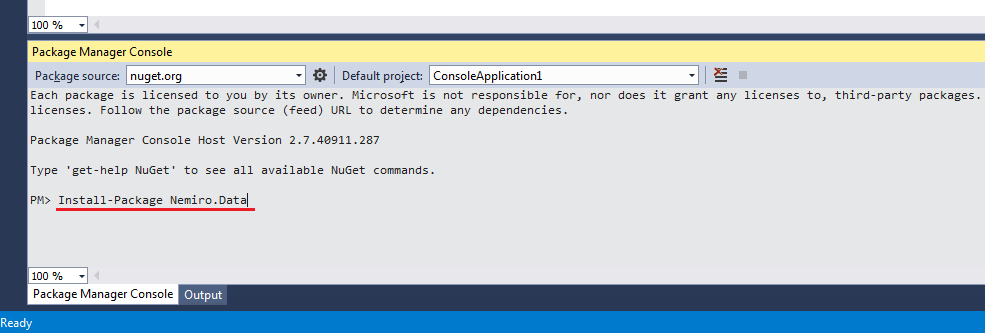 100 %
Package Manager Console
Package source: nuget.org Default project: ConsoleApplication1
Each package is licensed to you by its owner. Microsoft is not responsible for, nor does it grant any licenses to, third-party packages.
licenses. Follow the package source (feed) URL to determine any dependencies.
Package Manager Console Host Version 2.7.40911.287
Type 'get-help NuGet' to see all available NuGet commands.
PM> Install-Package Nemiro.Data
100 %
Package Manager Console Output
Ready